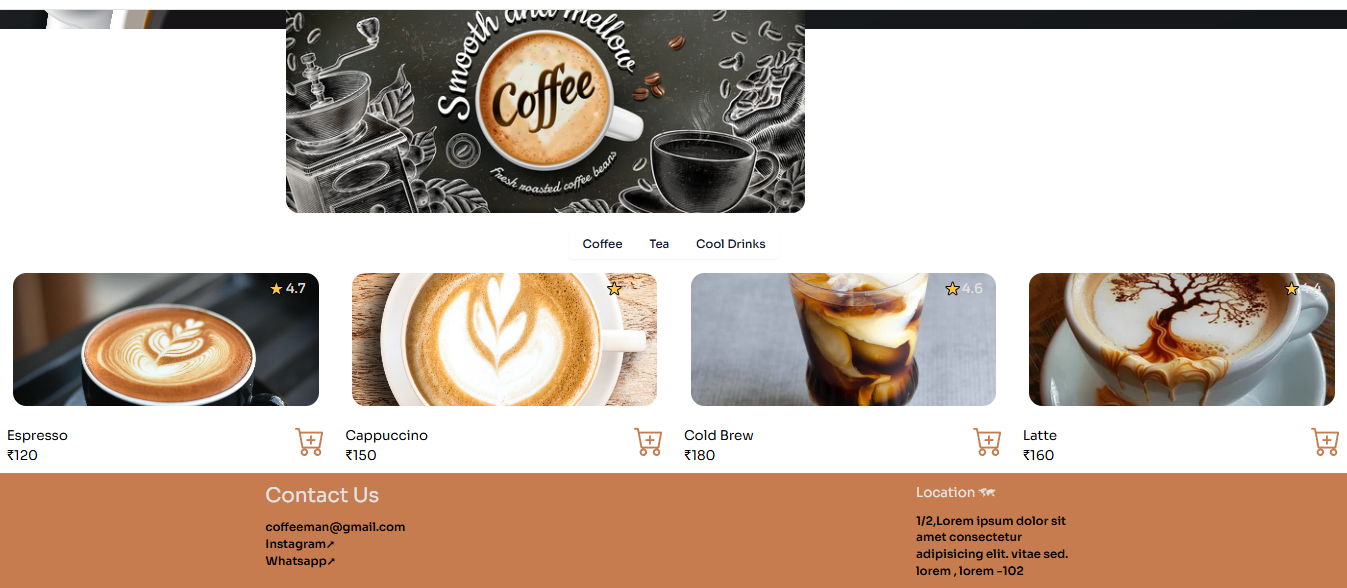 Smooth and mellow
Coffee
Fresh roasted coffee beans
Coffee Tea Cool Drinks
★ 4.7
★
★ 4.6
★ 4.4
Espresso
₹120
Cappuccino
₹150
Cold Brew
₹180
Latte
₹160
Contact Us
coffeeman@gmail.com
Instagram↗
Whatsapp↗
Location 🗺
1/2,Lorem ipsum dolor sit
amet consectetur
adipisicing elit. vitae sed.
lorem , lorem -102